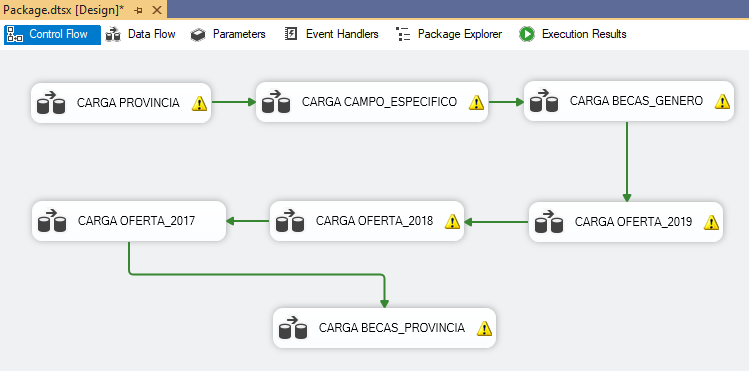 Package.dtsx [Design]*
Control Flow Data Flow Parameters Event Handlers Package Explorer Execution Results
CARGA PROVINCIA CARGA CAMPO_ESPECIFICO CARGA BECAS_GENERO
CARGA OFERTA_2017 CARGA OFERTA_2018 CARGA OFERTA_2019
CARGA BECAS_PROVINCIA